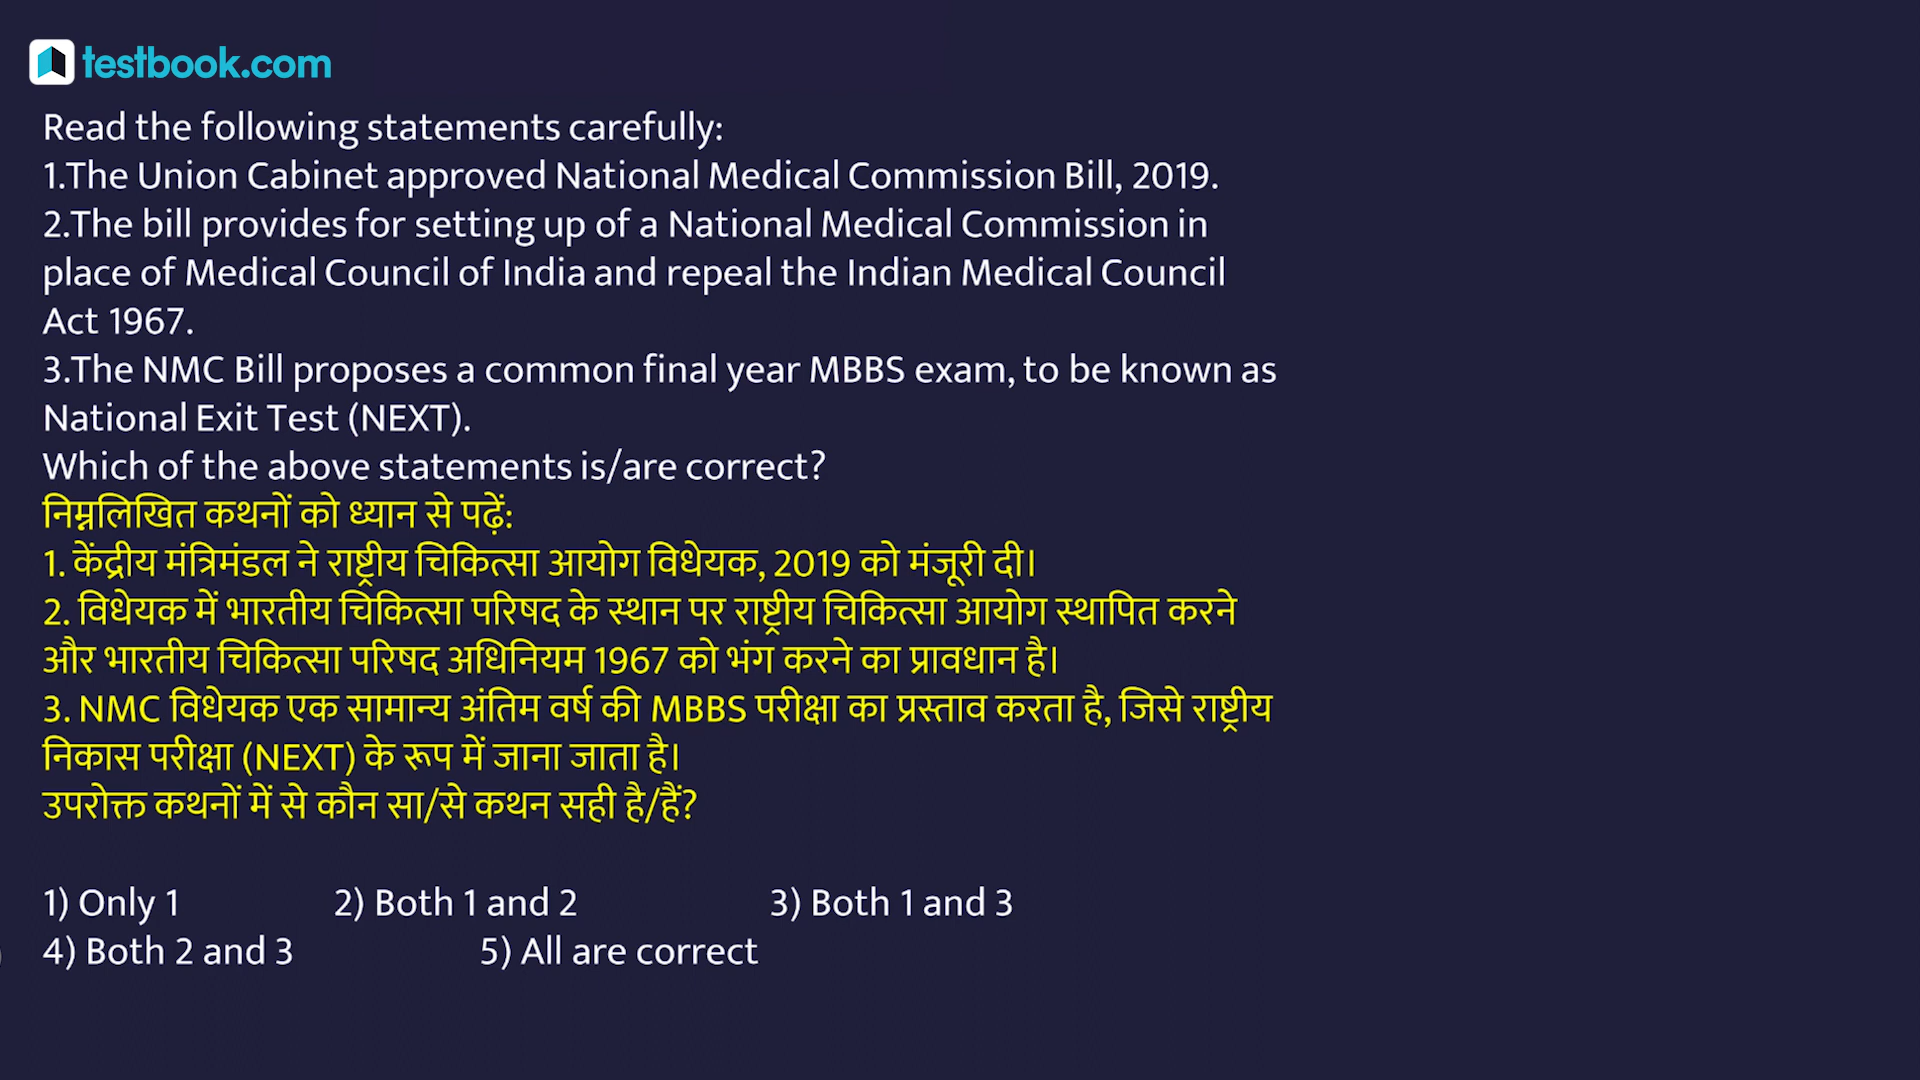 testbook.com
Read the following statements carefully:
1.The Union Cabinet approved National Medical Commission Bill, 2019.
2.The bill provides for setting up of a National Medical Commission in
place of Medical Council of India and repeal the Indian Medical Council
Act 1967.
3.The NMC Bill proposes a common final year MBBS exam, to be known as
National Exit Test (NEXT).
Which of the above statements is/are correct?
निम्नलिखित कथनों को ध्यान से पढ़ें:
1. केंद्रीय मंत्रिमंडल ने राष्ट्रीय चिकित्सा आयोग विधेयक, 2019 को मंजूरी दी।
2. विधेयक में भारतीय चिकित्सा परिषद के स्थान पर राष्ट्रीय चिकित्सा आयोग स्थापित करने
और भारतीय चिकित्सा परिषद अधिनियम 1967 को भंग करने का प्रावधान है।
3. NMC विधेयक एक सामान्य अंतिम वर्ष की MBBS परीक्षा का प्रस्ताव करता है, जिसे राष्ट्रीय
निकास परीक्षा (NEXT) के रूप में जाना जाता है।
उपरोक्त कथनों में से कौन सा/से कथन सही है/हैं?
1) Only 1 2) Both 1 and 2 3) Both 1 and 3
4) Both 2 and 3 5) All are correct